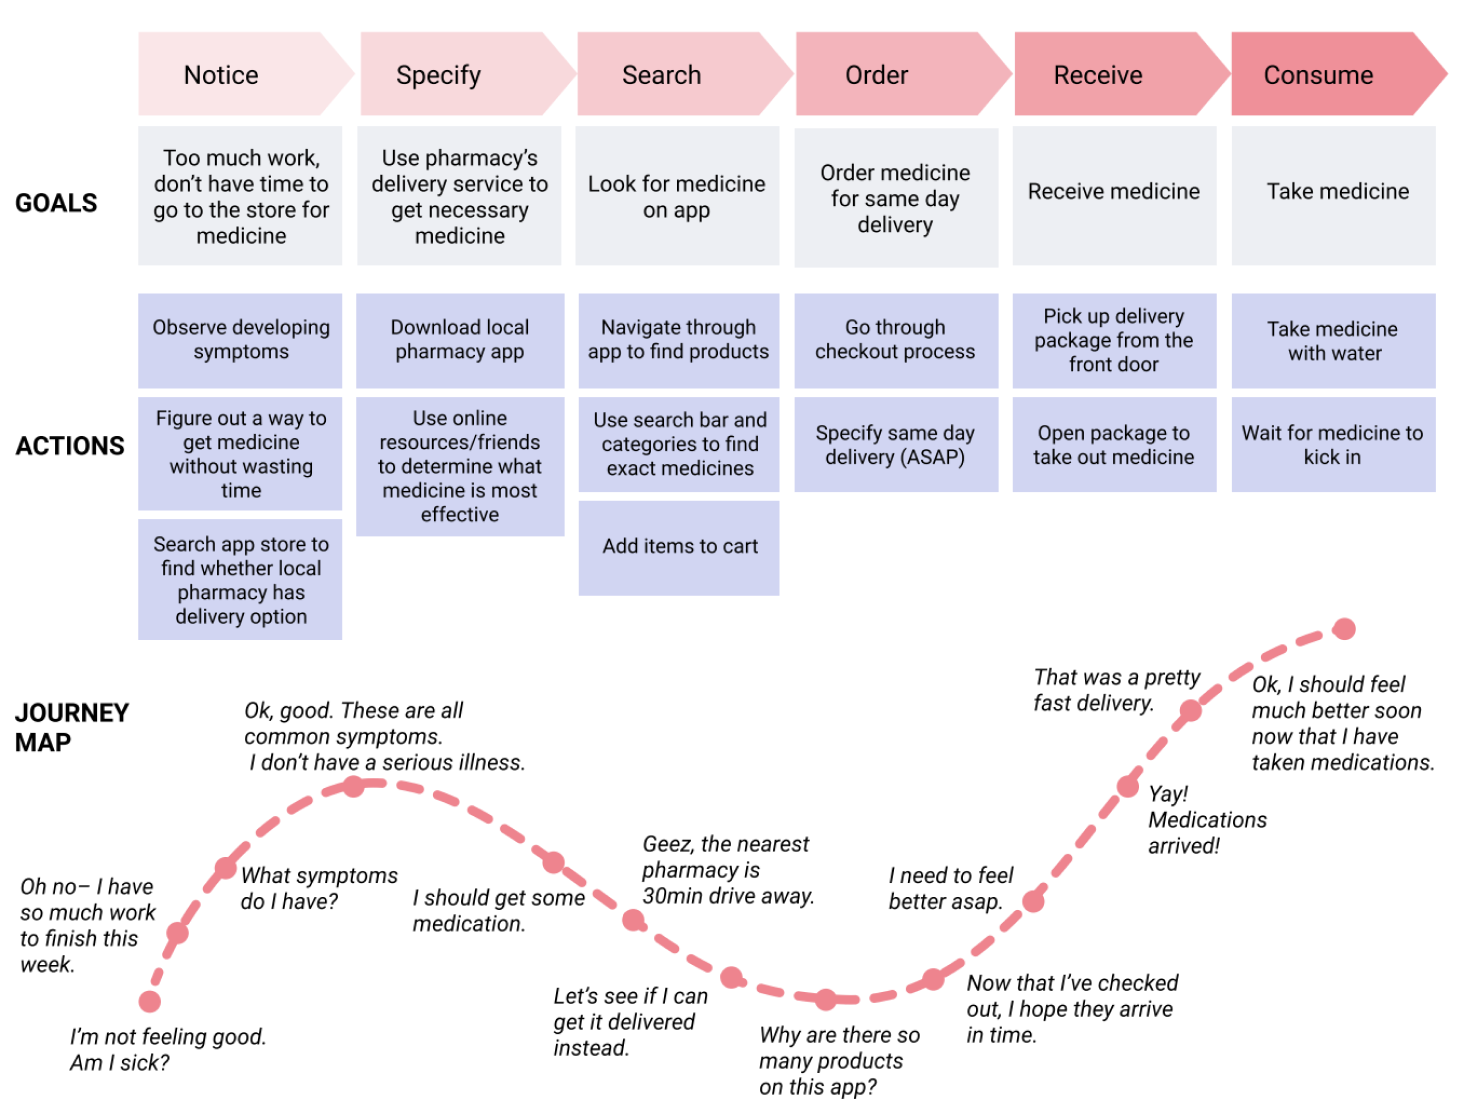 Notice
Specify
Search
Order
Receive
Consume
GOALS
Too much work,
don't have time to
go to the store for
medicine
Use pharmacy's
delivery service to
get necessary
medicine
Look for medicine
on app
Order medicine
for same day
delivery
Receive medicine
Take medicine
ACTIONS
Observe developing
symptoms
Download local
pharmacy app
Navigate through
app to find products
Go through
checkout process
Pick up delivery
package from the
front door
Take medicine
with water
Figure out a way to
get medicine
without wasting
time
Use online
resources/friends
to determine what
medicine is most
effective
Use search bar and
categories to find
exact medicines
Specify same day
delivery (ASAP)
Open package to
take out medicine
Wait for medicine to
kick in
Search app store to
find whether local
pharmacy has
delivery option
Add items to cart
JOURNEY
MAP
I'm not feeling good.
Am I sick?
Oh no– I have
so much work
to finish this
week.
What symptoms
do I have?
Ok, good. These are all
common symptoms.
I don't have a serious illness.
I should get some
medication.
Geez, the nearest
pharmacy is
30min drive away.
Let's see if I can
get it delivered
instead.
Why are there so
many products
on this app?
Now that I've checked
out, I hope they arrive
in time.
I need to feel
better asap.
Yay!
Medications
arrived!
That was a pretty
fast delivery.
Ok, I should feel
much better soon
now that I have
taken medications.